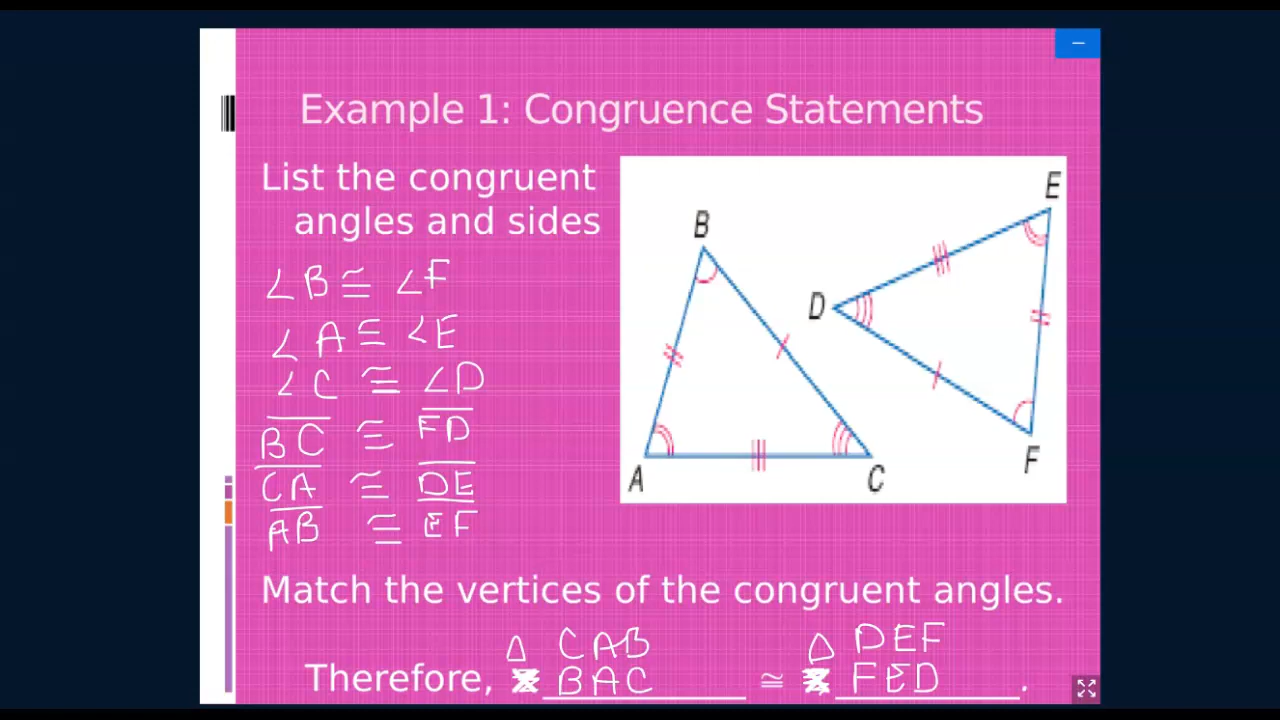 Example 1: Congruence Statements
List the congruent
angles and sides
∠B ≅ ∠F
∠A ≅ ∠E
∠C ≅ ∠D
BC ≅ FD
CA ≅ DE
AB ≅ EF
B
A
C
E
D
F
Match the vertices of the congruent angles.
△ CAB △ DEF
Therefore, BAC ≅ FED.